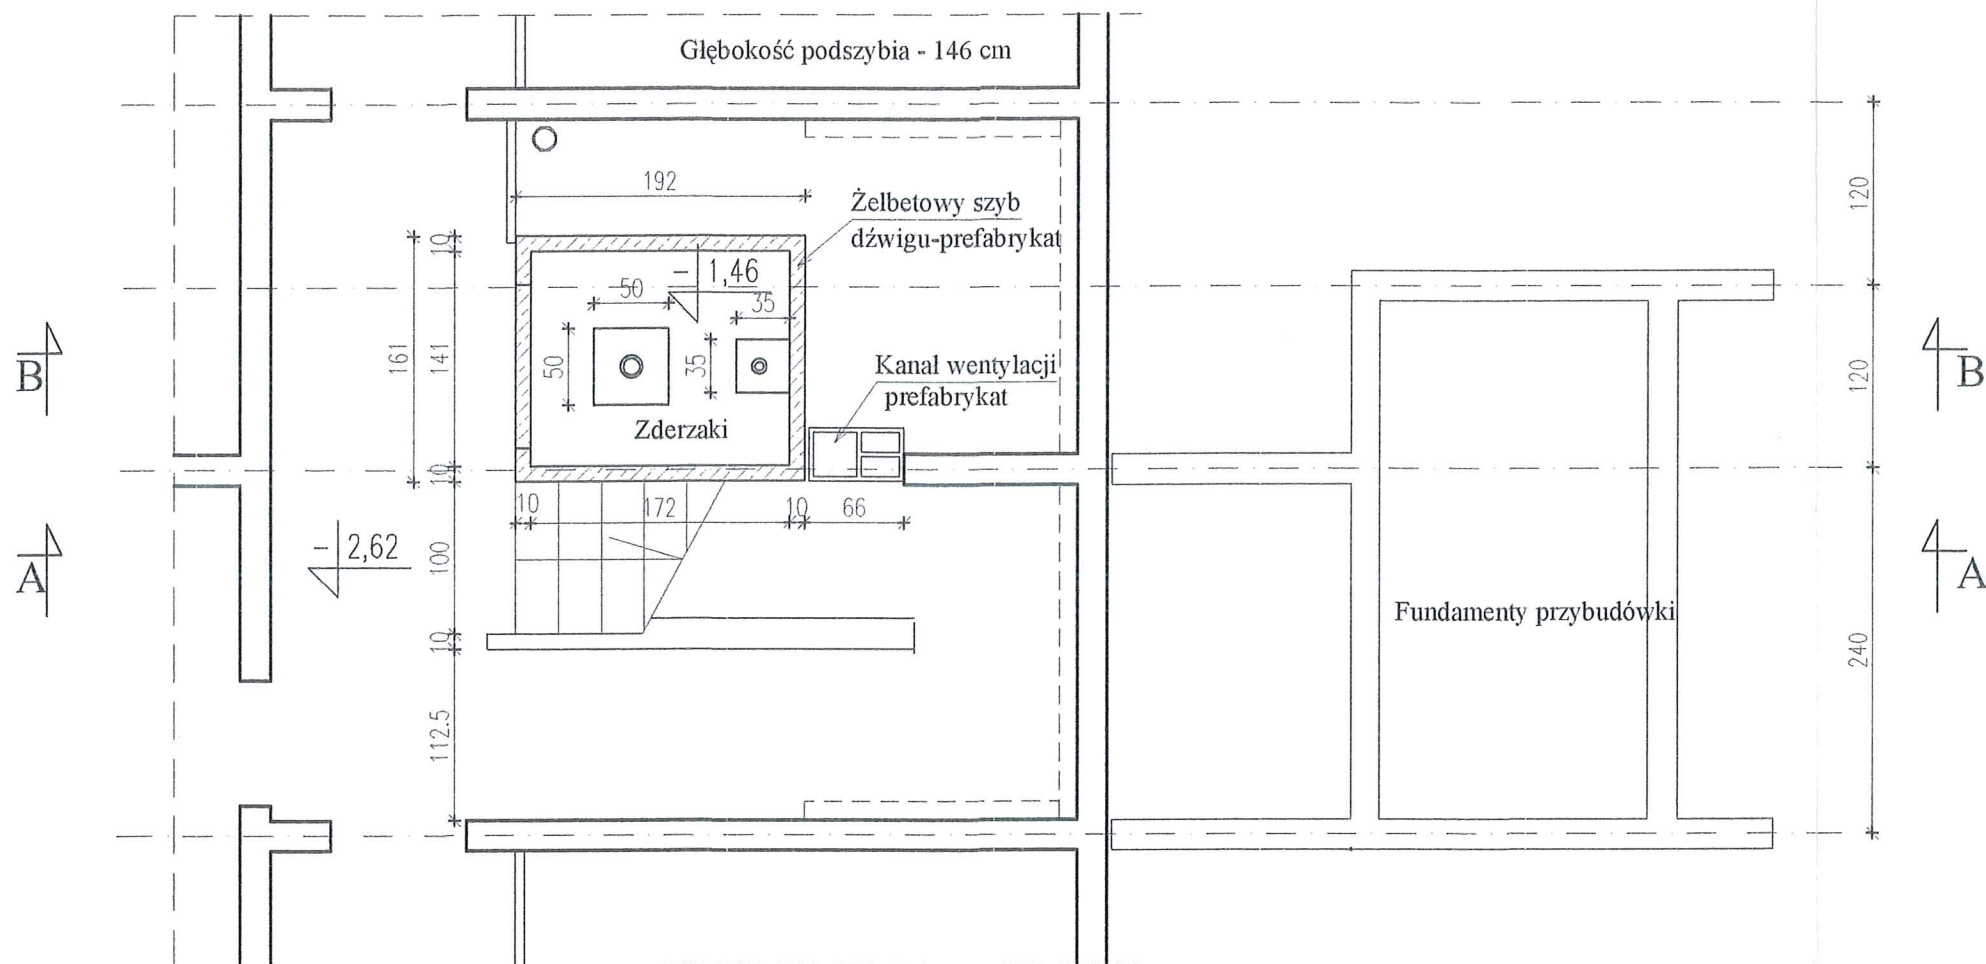 Głębokość podszybia - 146 cm
192
Żelbetowy szyb
dźwigu-prefabrykat
120
10
- 1,46
50
35
161
141
50
35
Kanał wentylacji
prefabrykat
120
B
B
Zderzaki
10
10
172
10
66
- 2,62
100
A
A
Fundamenty przybudówki
10
240
112.5